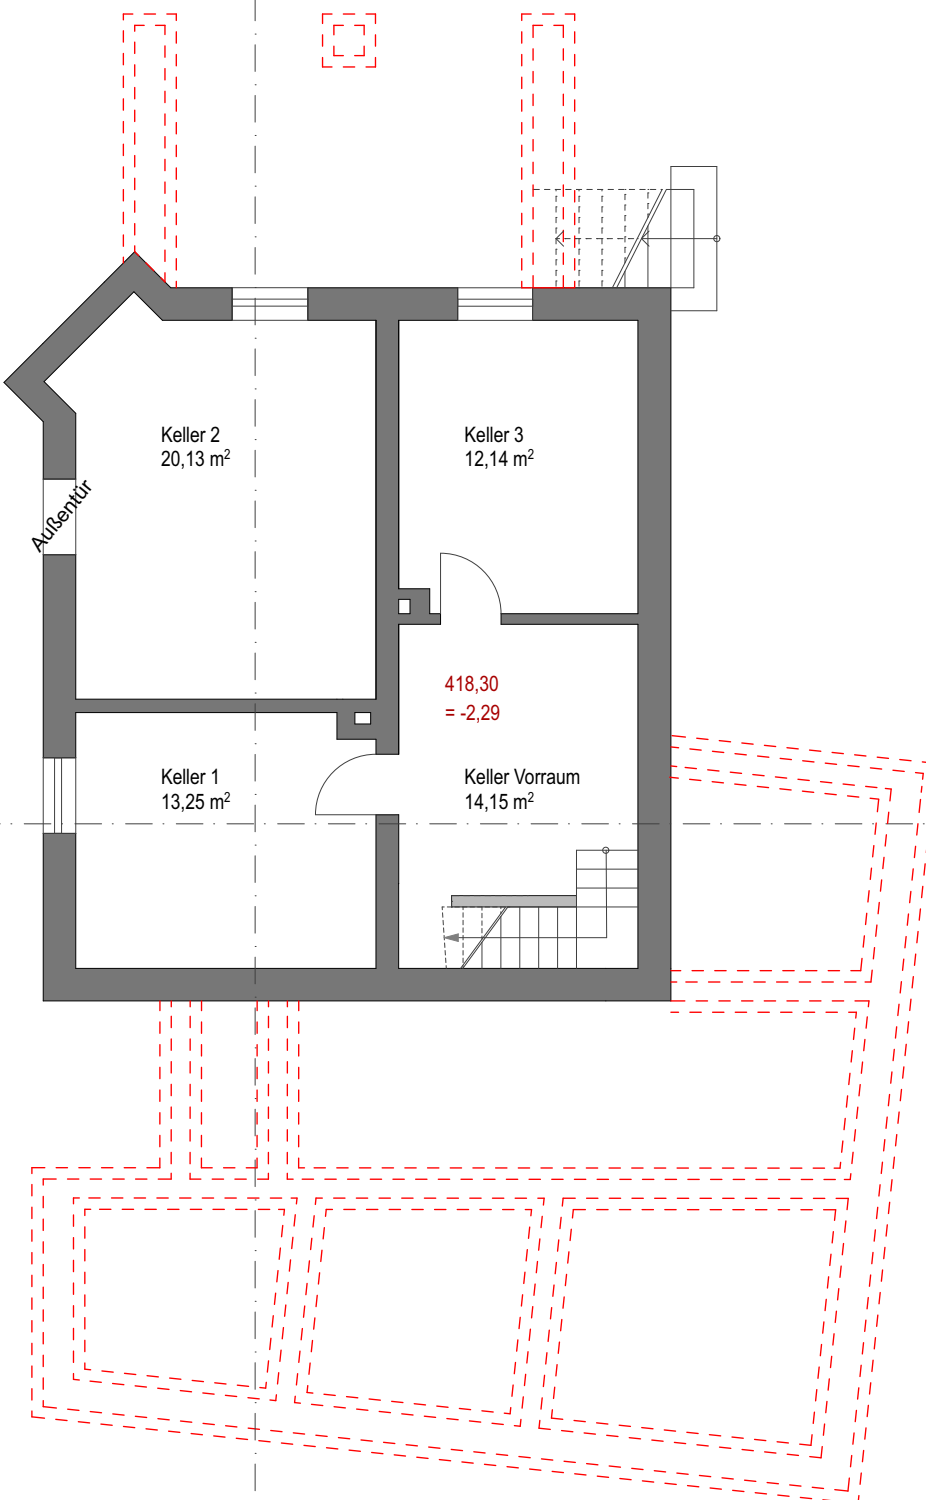 Keller 2
20,13 m²
Keller 3
12,14 m²
Außentür
418,30
= -2,29
Keller 1
13,25 m²
Keller Vorraum
14,15 m²